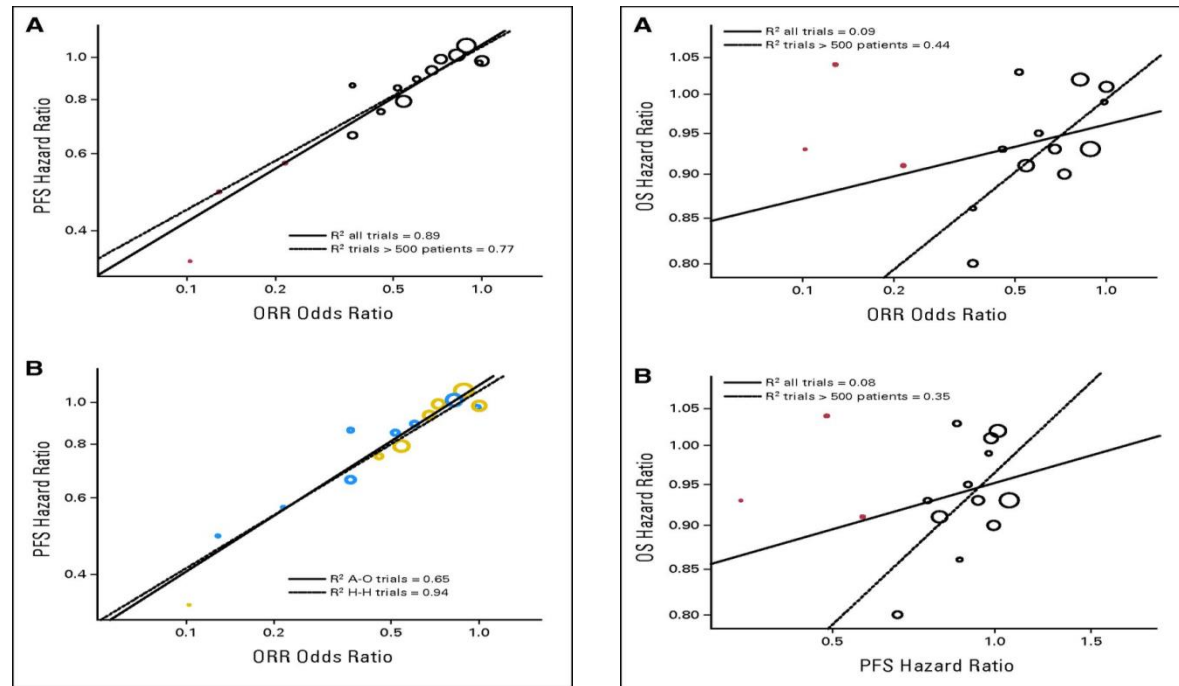 A
PFS Hazard Ratio
1.0
0.8
0.6
0.4
R² all trials = 0.89
R² trials > 500 patients = 0.77
0.1 0.2 0.5 1.0
ORR Odds Ratio
B
PFS Hazard Ratio
1.0
0.8
0.6
0.4
R² A-O trials = 0.65
R² H-H trials = 0.94
0.1 0.2 0.5 1.0
ORR Odds Ratio
A
R² all trials = 0.09
R² trials > 500 patients = 0.44
OS Hazard Ratio
1.05
1.00
0.95
0.90
0.85
0.80
0.1 0.2 0.5 1.0
ORR Odds Ratio
B
R² all trials = 0.08
R² trials > 500 patients = 0.35
OS Hazard Ratio
1.05
1.00
0.95
0.90
0.85
0.80
0.5 1.0 1.5
PFS Hazard Ratio